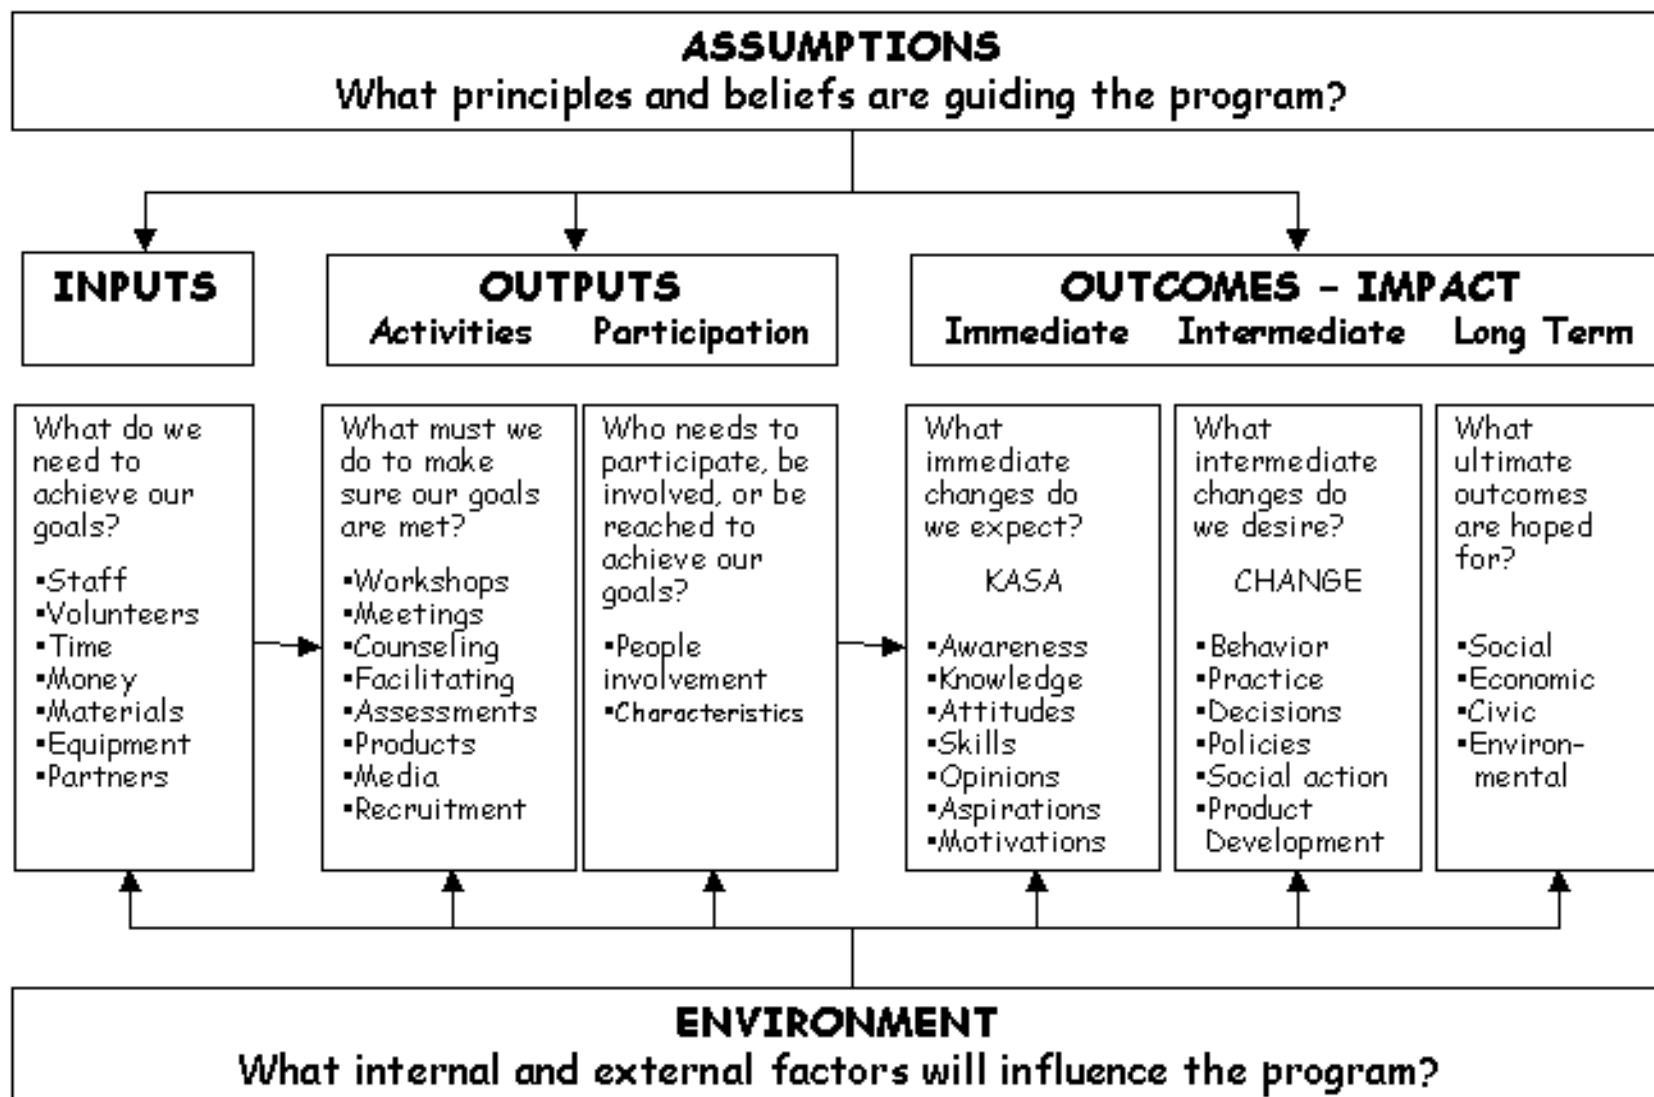 ASSUMPTIONS
What principles and beliefs are guiding the program?
INPUTS
OUTPUTS
Activities Participation
OUTCOMES – IMPACT
Immediate Intermediate Long Term
What do we
need to
achieve our
goals?
▪Staff
▪Volunteers
▪Time
▪Money
▪Materials
▪Equipment
▪Partners
What must we
do to make
sure our goals
are met?
▪Workshops
▪Meetings
▪Counseling
▪Facilitating
▪Assessments
▪Products
▪Media
▪Recruitment
Who needs to
participate, be
involved, or be
reached to
achieve our
goals?
▪People
involvement
▪Characteristics
What
immediate
changes do
we expect?
KASA
▪Awareness
▪Knowledge
▪Attitudes
▪Skills
▪Opinions
▪Aspirations
▪Motivations
What
intermediate
changes do
we desire?
CHANGE
▪Behavior
▪Practice
▪Decisions
▪Policies
▪Social action
▪Product
Development
What
ultimate
outcomes
are hoped
for?
▪Social
▪Economic
▪Civic
▪Environ-
mental
ENVIRONMENT
What internal and external factors will influence the program?